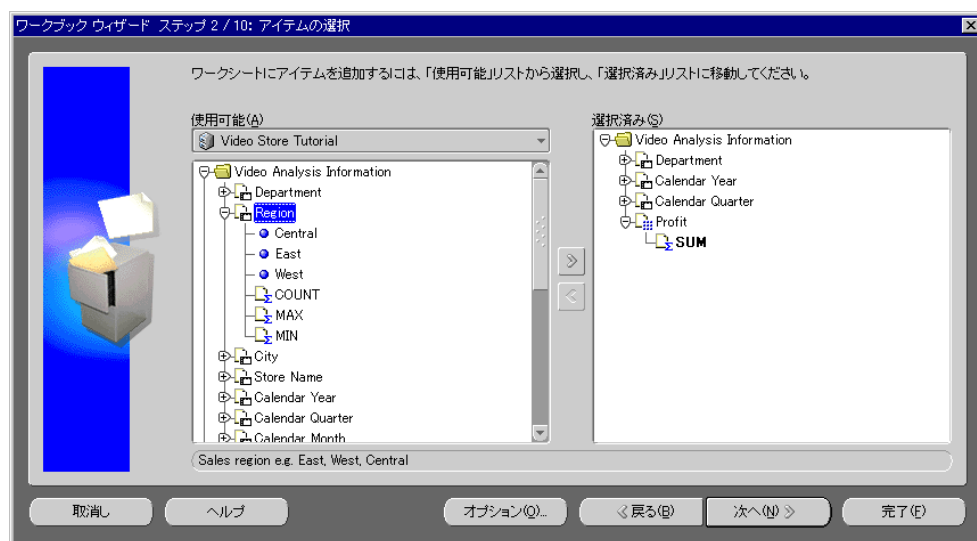 ワークブック ウィザード ステップ 2 / 10: アイテムの選択
ワークシートにアイテムを追加するには、「使用可能」リストから選択し、「選択済み」リストに移動してください。
使用可能(A)
Video Store Tutorial
Video Analysis Information
Department
Region
Central
East
West
COUNT
MAX
MIN
City
Store Name
Calendar Year
Calendar Quarter
Calendar Month
選択済み(S)
Video Analysis Information
Department
Calendar Year
Calendar Quarter
Profit
SUM
Sales region e.g. East, West, Central
取消し
ヘルプ
オプション(O)...
戻る(B)
次へ(N)
完了(F)